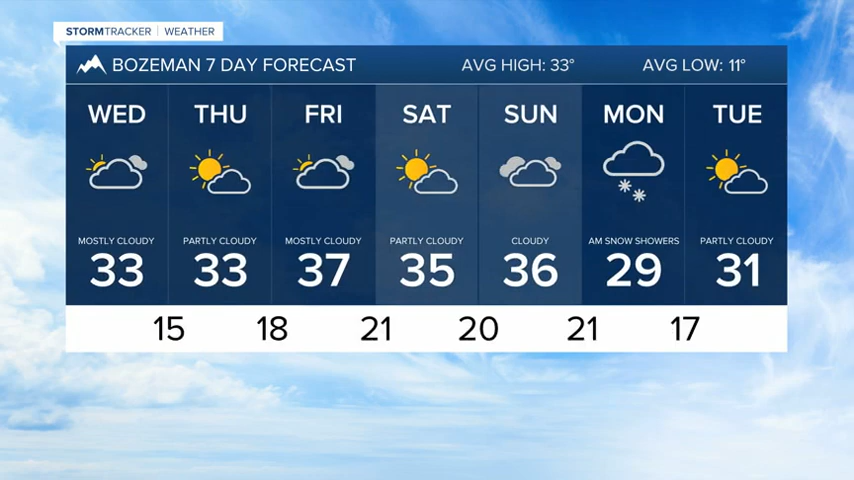 STORMTRACKER | WEATHER
BOZEMAN 7 DAY FORECAST AVG HIGH: 33° AVG LOW: 11°
WED THU FRI SAT SUN MON TUE
MOSTLY CLOUDY PARTLY CLOUDY MOSTLY CLOUDY PARTLY CLOUDY CLOUDY AM SNOW SHOWERS PARTLY CLOUDY
33 33 37 35 36 29 31
15 18 21 20 21 17